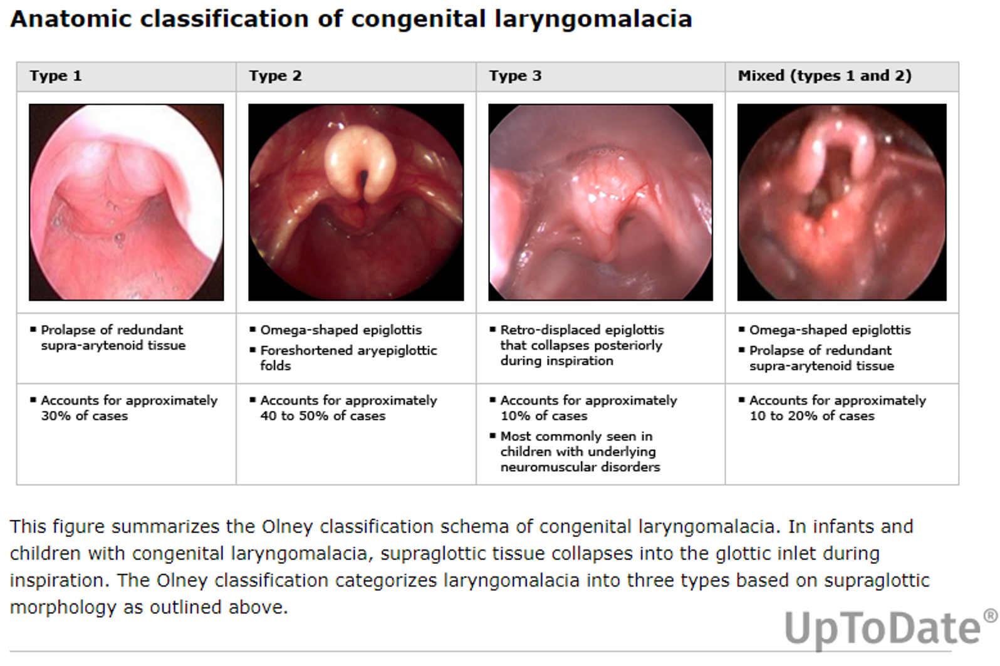 Anatomic classification of congenital laryngomalacia
Type 1
Type 2
Type 3
Mixed (types 1 and 2)
▪ Prolapse of redundant
supra-arytenoid tissue
▪ Omega-shaped epiglottis
▪ Foreshortened aryepiglottic
folds
▪ Retro-displaced epiglottis
that collapses posteriorly
during inspiration
▪ Omega-shaped epiglottis
▪ Prolapse of redundant
supra-arytenoid tissue
▪ Accounts for approximately
30% of cases
▪ Accounts for approximately
40 to 50% of cases
▪ Accounts for approximately
10% of cases
▪ Most commonly seen in
children with underlying
neuromuscular disorders
▪ Accounts for approximately
10 to 20% of cases
This figure summarizes the Olney classification schema of congenital laryngomalacia. In infants and
children with congenital laryngomalacia, supraglottic tissue collapses into the glottic inlet during
inspiration. The Olney classification categorizes laryngomalacia into three types based on supraglottic
morphology as outlined above.
UpToDate®